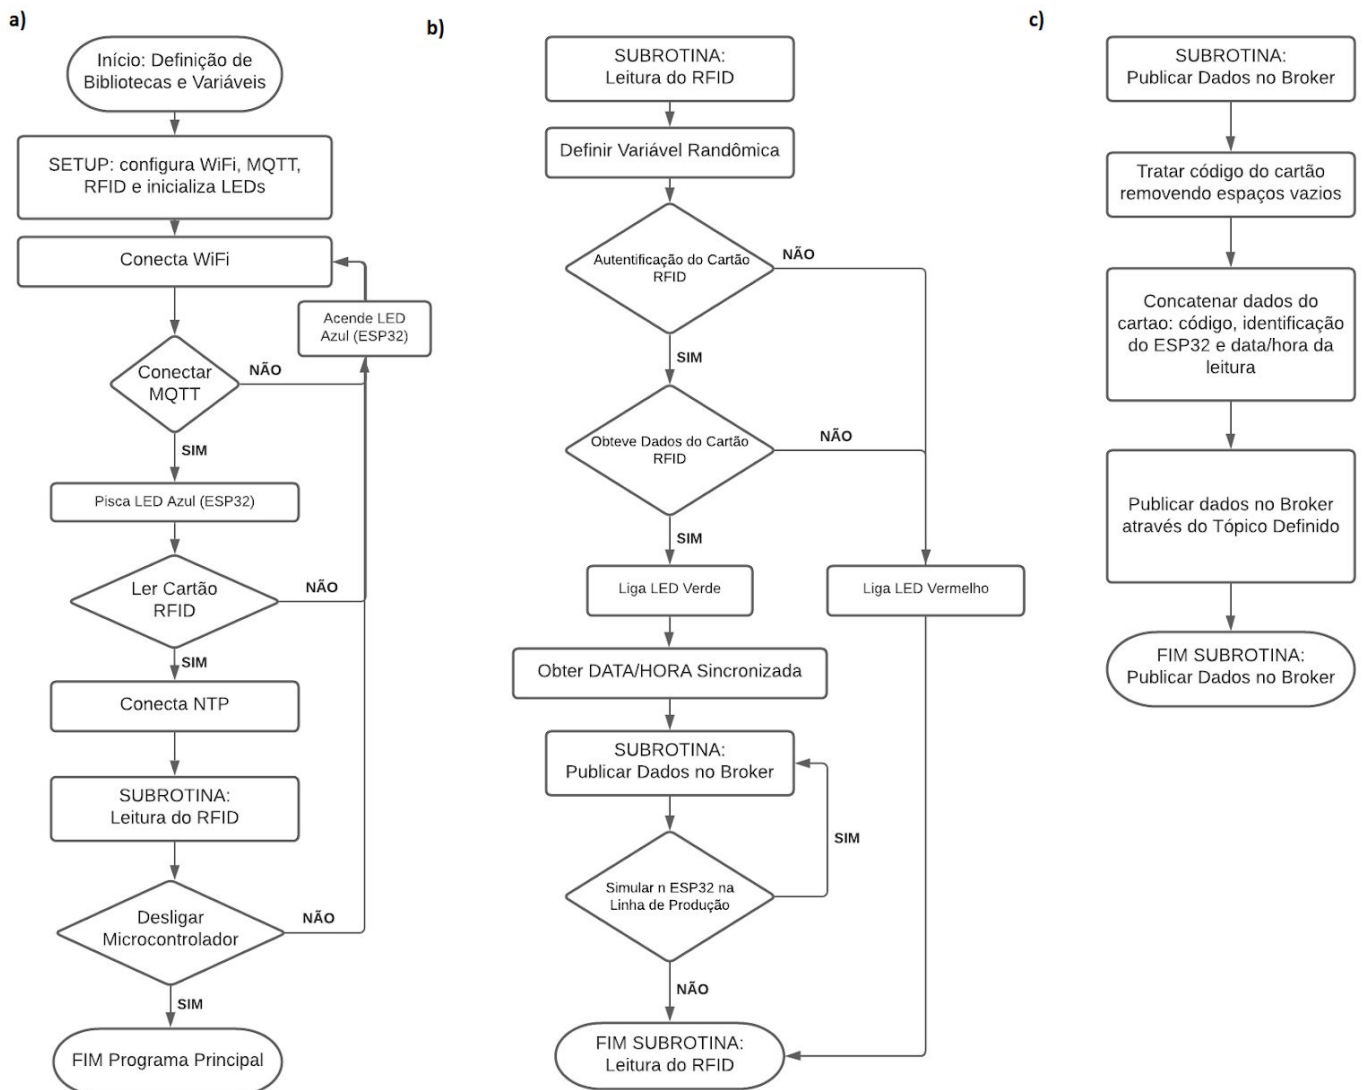 a)
Início: Definição de
Bibliotecas e Variáveis
SETUP: configura WiFi, MQTT,
RFID e inicializa LEDs
Conecta WiFi
Acende LED
Azul (ESP32)
Conectar
MQTT
NÃO
SIM
Pisca LED Azul (ESP32)
Ler Cartão
RFID
NÃO
SIM
Conecta NTP
SUBROTINA:
Leitura do RFID
Desligar
Microcontrolador
NÃO
SIM
FIM Programa Principal
b)
SUBROTINA:
Leitura do RFID
Definir Variável Randômica
Autentificação do Cartão
RFID
NÃO
SIM
Obteve Dados do Cartão
RFID
NÃO
SIM
Liga LED Verde
Liga LED Vermelho
Obter DATA/HORA Sincronizada
SUBROTINA:
Publicar Dados no Broker
SIM
Simular n ESP32 na
Linha de Produção
NÃO
FIM SUBROTINA:
Leitura do RFID
c)
SUBROTINA:
Publicar Dados no Broker
Tratar código do cartão
removendo espaços vazios
Concatenar dados do
cartao: código, identificação
do ESP32 e data/hora da
leitura
Publicar dados no Broker
através do Tópico Definido
FIM SUBROTINA:
Publicar Dados no Broker